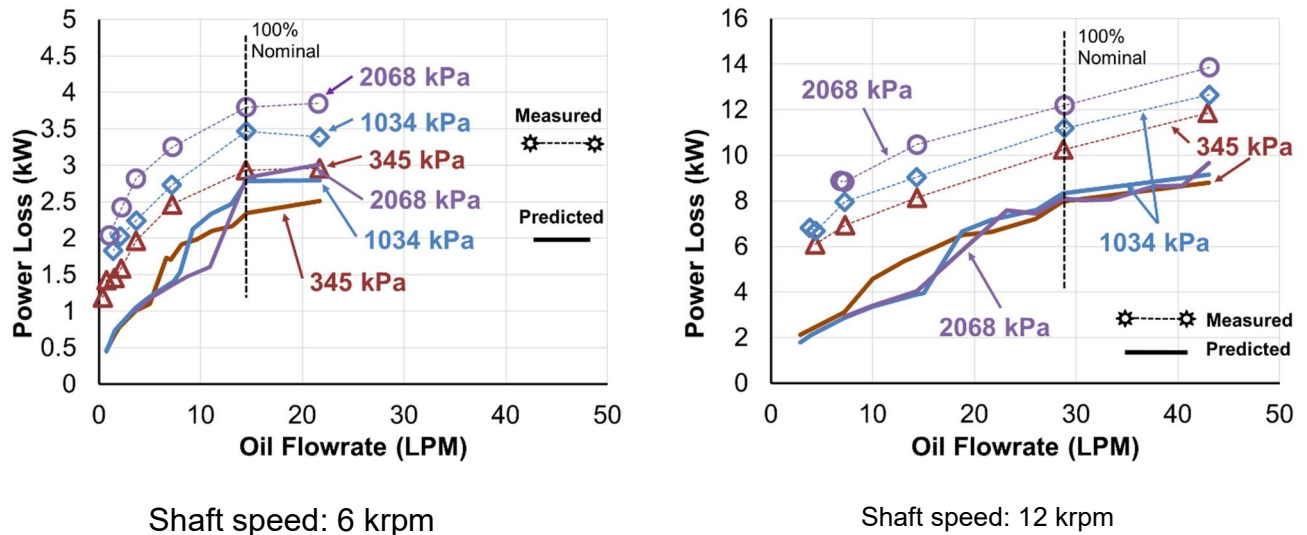 5
4.5
4
3.5
3
2.5
2
1.5
1
0.5
0
Power Loss (kW)
100%
Nominal
2068 kPa
1034 kPa
345 kPa
2068 kPa
1034 kPa
345 kPa
Measured
Predicted
0 10 20 30 40 50
Oil Flowrate (LPM)
Shaft speed: 6 krpm
16
14
12
10
8
6
4
2
0
Power Loss (kW)
100%
Nominal
2068 kPa
1034 kPa
345 kPa
1034 kPa
2068 kPa
Measured
Predicted
0 10 20 30 40 50
Oil Flowrate (LPM)
Shaft speed: 12 krpm